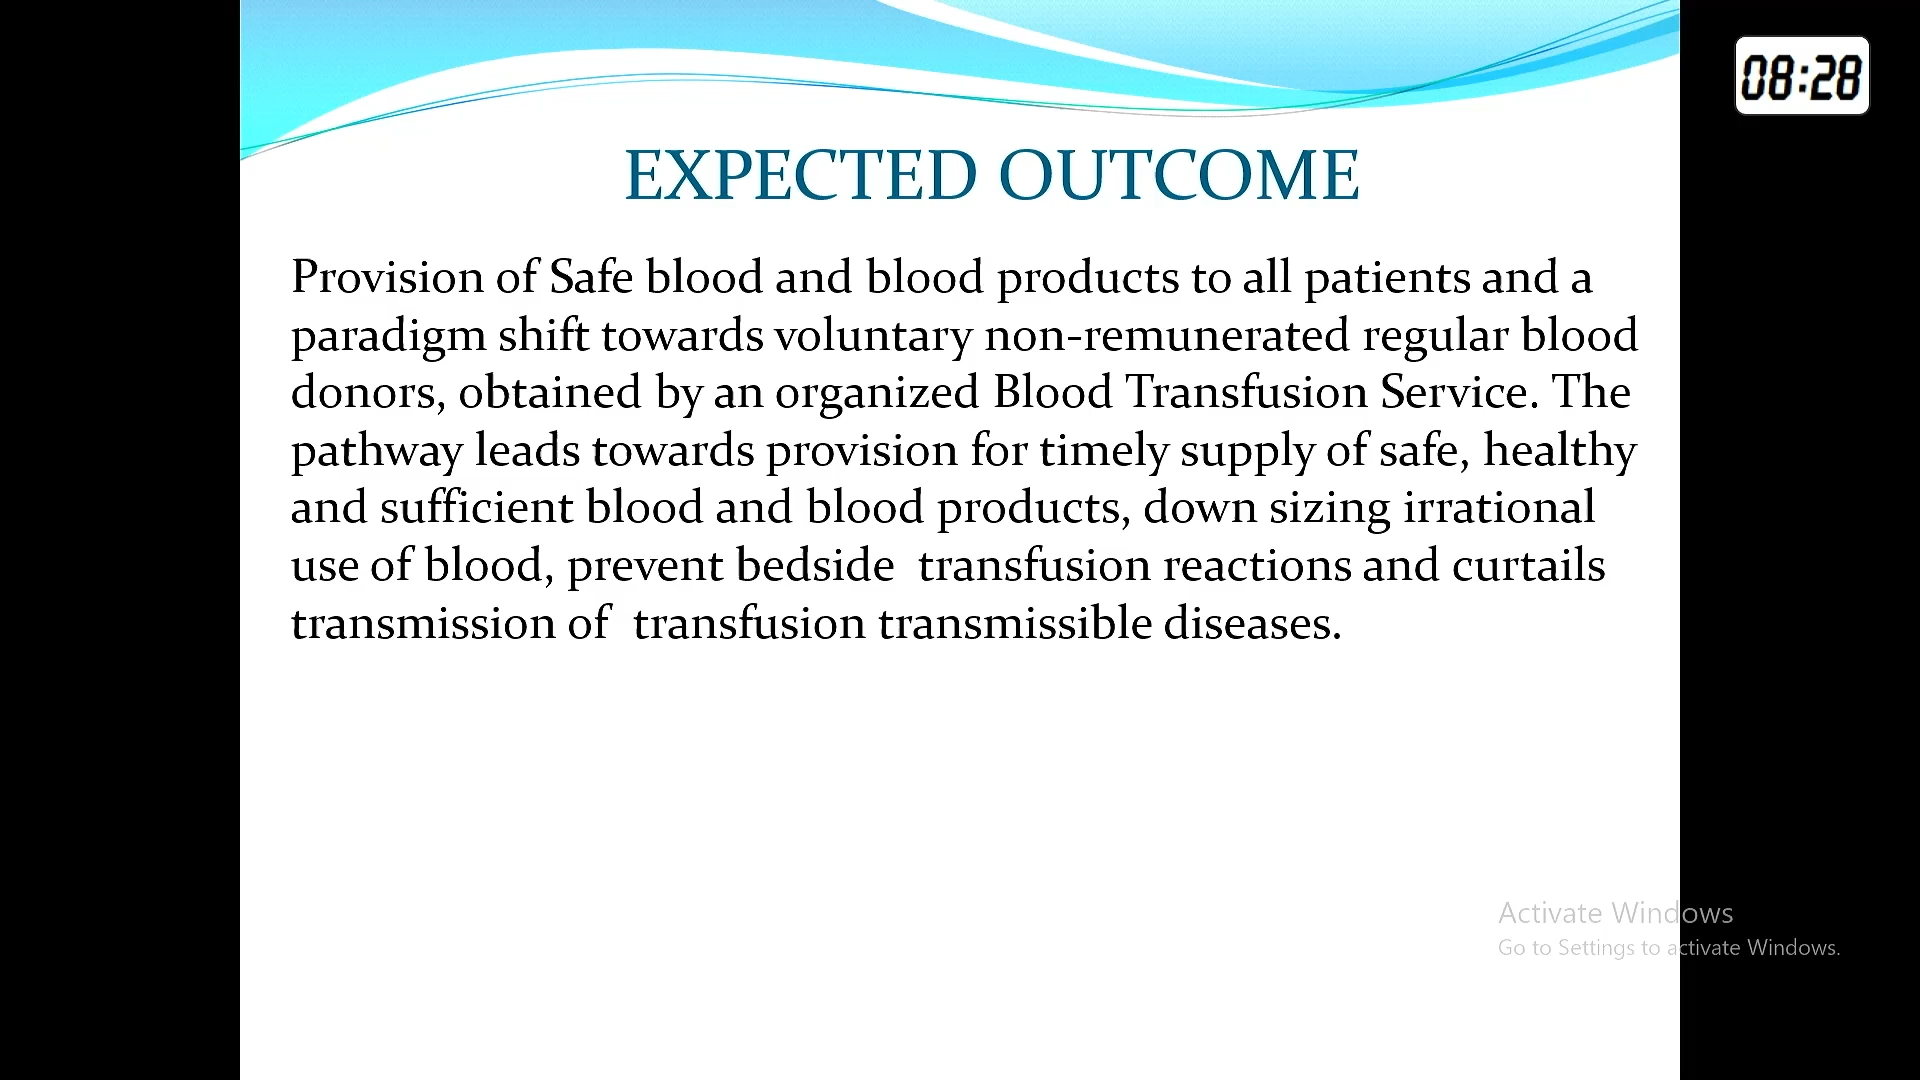 08:28
EXPECTED OUTCOME
Provision of Safe blood and blood products to all patients and a
paradigm shift towards voluntary non-remunerated regular blood
donors, obtained by an organized Blood Transfusion Service. The
pathway leads towards provision for timely supply of safe, healthy
and sufficient blood and blood products, down sizing irrational
use of blood, prevent bedside  transfusion reactions and curtails
transmission of  transfusion transmissible diseases.
Activate Windows
Go to Settings to activate Windows.